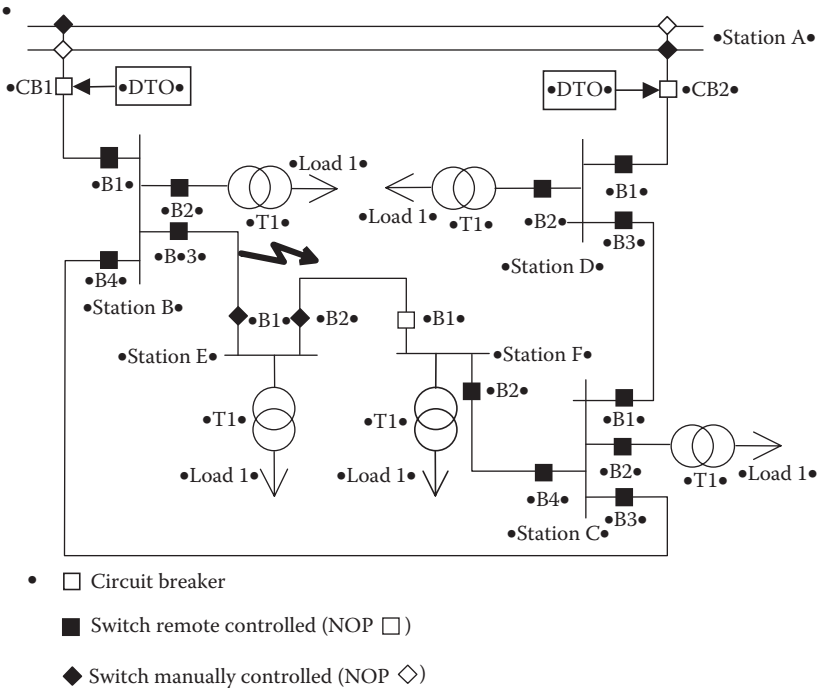 •
•Station A•
•CB1
•DTO•
•DTO•
•CB2•
•B1•
•Load 1•
•B2•
•T1•
•B1•
•Load 1•
•T1•
•B2•
•B3•
•B•3•
•Station D•
•B4•
•Station B•
•B1•
•B2•
•B1•
•Station E•
•Station F•
•B2•
•T1•
•T1•
•B1•
•Load 1•
•Load 1•
•B2•
•T1•
•Load 1•
•B4•
•B3•
•Station C•
• Circuit breaker
Switch remote controlled (NOP □)
Switch manually controlled (NOP ◇)